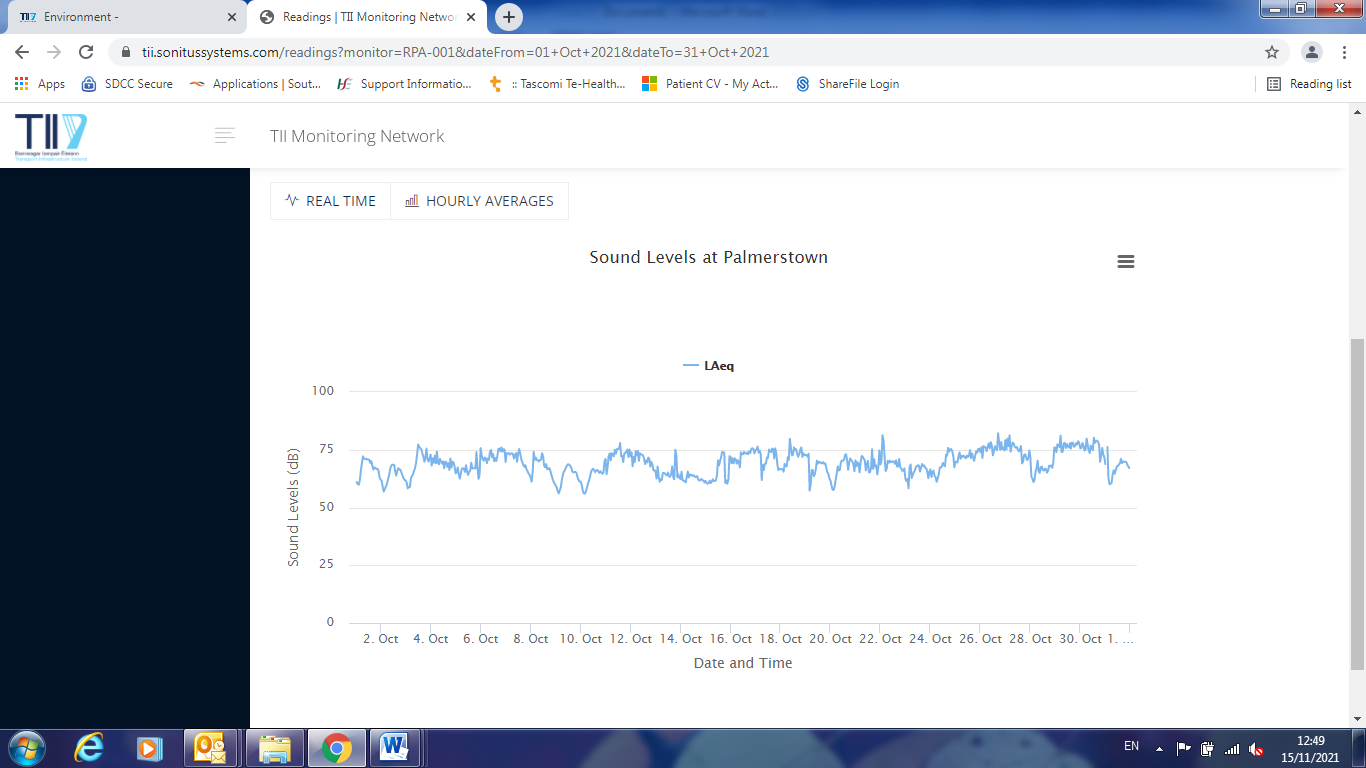 Environment -
Readings | TII Monitoring Networ
tii.sonitussystems.com/readings?monitor=RPA-001&dateFrom=01+Oct+2021&dateTo=31+Oct+2021
Apps SDCC Secure Applications | Sout... Support Informatio... :: Tascomi Te-Health... Patient CV - My Act... ShareFile Login Reading list
TII
TII Monitoring Network
REAL TIME HOURLY AVERAGES
Sound Levels at Palmerstown
LAeq
100
75
50
25
0
Sound Levels (dB)
2. Oct 4. Oct 6. Oct 8. Oct 10. Oct 12. Oct 14. Oct 16. Oct 18. Oct 20. Oct 22. Oct 24. Oct 26. Oct 28. Oct 30. Oct 1. ...
Date and Time
EN
12:49
15/11/2021